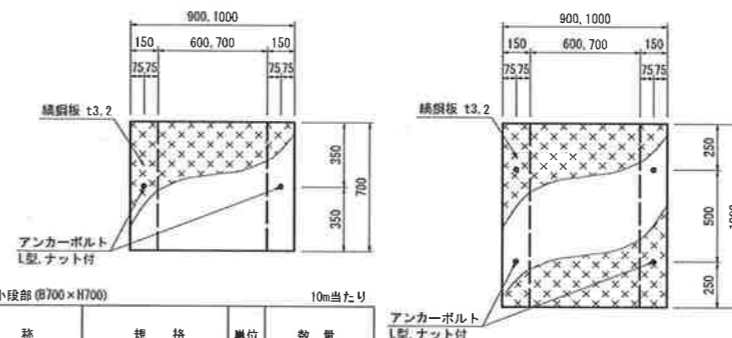 900,1000
150 600,700 150
75 75 75 75
縞鋼板 t3.2
350
350
700
アンカーボルト
L型,ナット付
900,1000
150 600,700 150
75 75 75 75
縞鋼板 t3.2
250
500
250
アンカーボルト
L型,ナット付
小段部(B700×H700) 10m当たり
称 規 格 単位 数 量